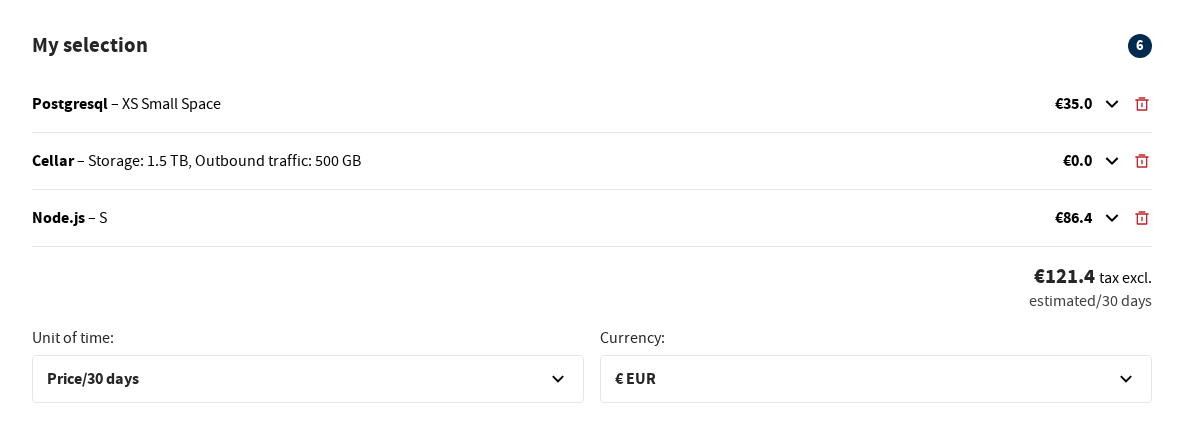 My selection 6
Postgresql – XS Small Space €35.0
Cellar – Storage: 1.5 TB, Outbound traffic: 500 GB €0.0
Node.js – S €86.4
€121.4 tax excl.
estimated/30 days
Unit of time: Currency:
Price/30 days € EUR